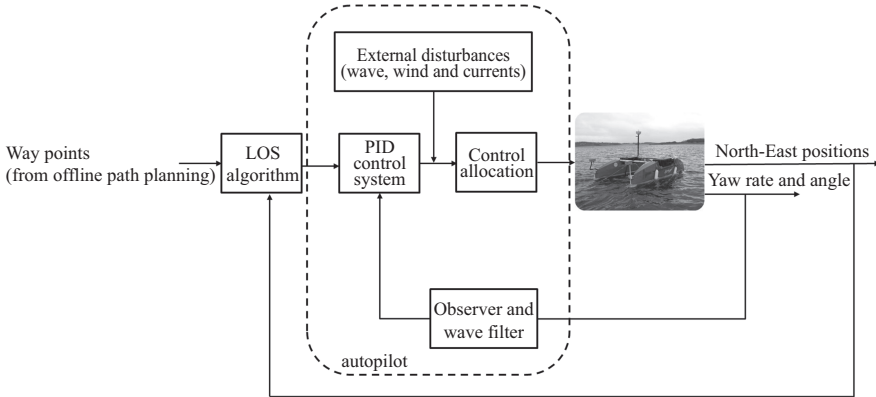 External disturbances
(wave, wind and currents)
Way points
(from offline path planning)
LOS
algorithm
PID
control
system
Control
allocation
North-East positions
Yaw rate and angle
Observer and
wave filter
autopilot